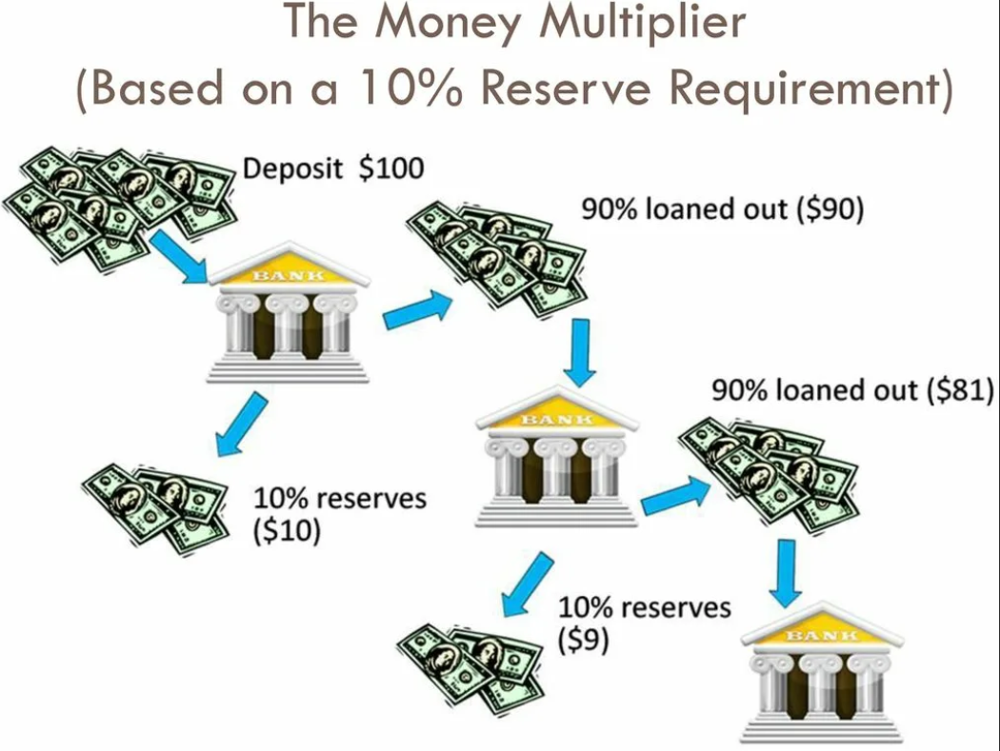 The Money Multiplier
(Based on a 10% Reserve Requirement)
Deposit $100
90% loaned out ($90)
BANK
90% loaned out ($81)
BANK
10% reserves
($10)
10% reserves
($9)
BANK